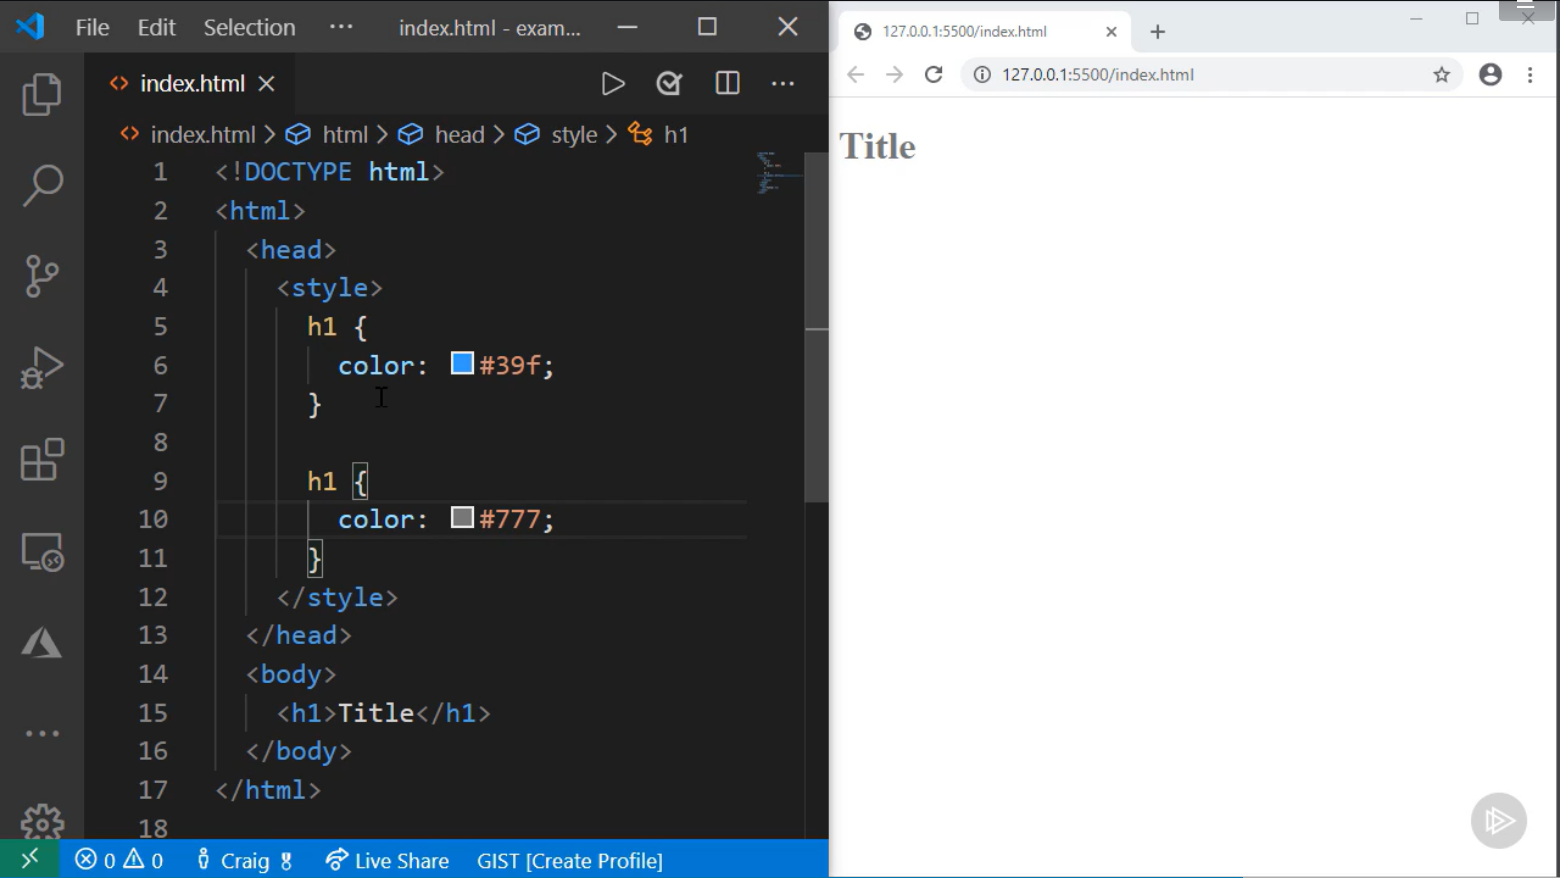 File Edit Selection ··· index.html - exam...
index.html
index.html > html > head > style > h1
1 <!DOCTYPE html>
2 <html>
3 <head>
4 <style>
5 h1 {
6 color: #39f;
7 }
8
9 h1 {
10 color: #777;
11 }
12 </style>
13 </head>
14 <body>
15 <h1>Title</h1>
16 </body>
17 </html>
18
0 0 Craig Live Share GIST [Create Profile]
127.0.0.1:5500/index.html
127.0.0.1:5500/index.html
Title